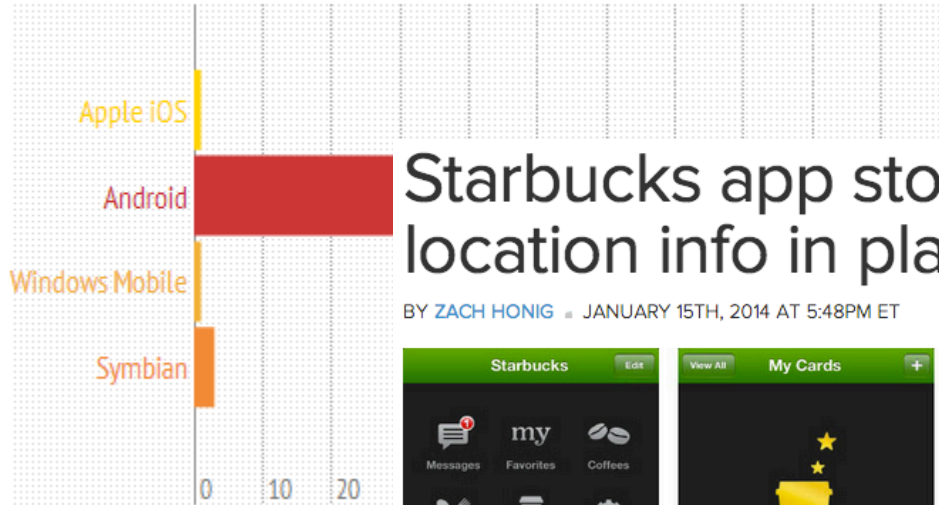 Apple iOS
Android
Windows Mobile
Symbian
0 10 20
Starbucks app sto
location info in pla
BY ZACH HONIG JANUARY 15TH, 2014 AT 5:48PM ET
Starbucks Edit
1
my
Messages Favorites Coffees
View All My Cards +